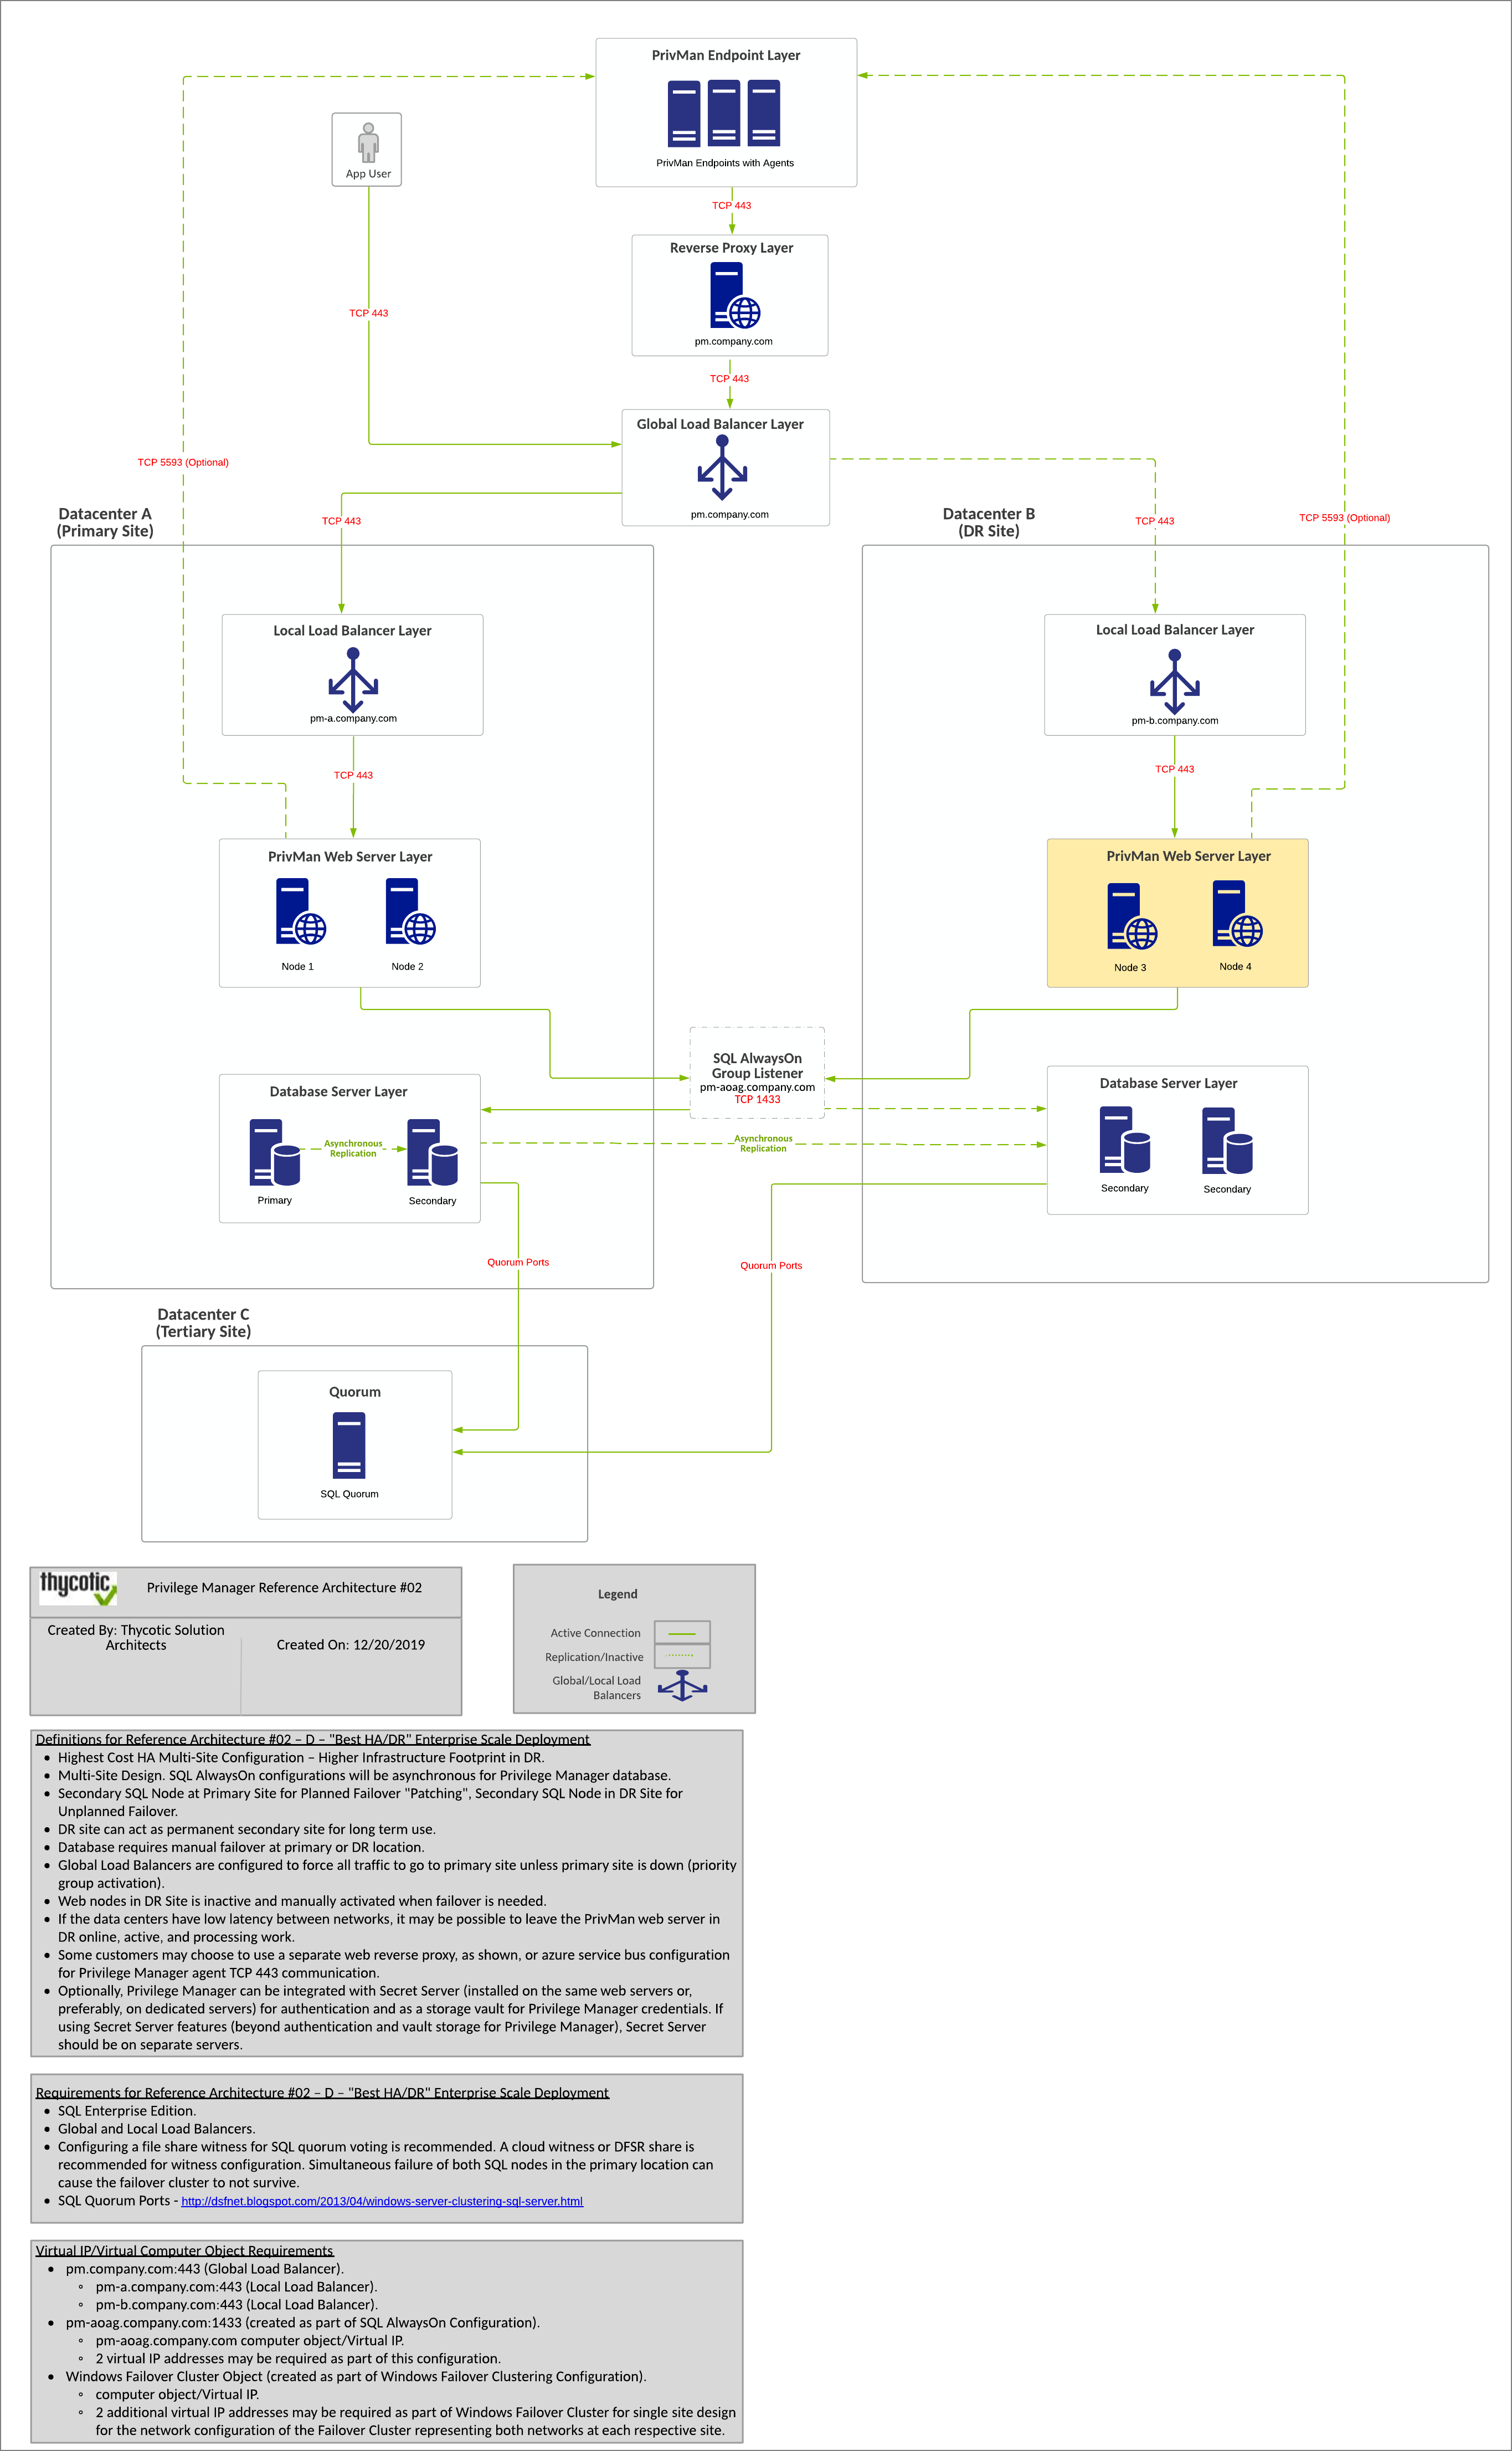 PrivMan Endpoint Layer
PrivMan Endpoints with Agents
App User
TCP 443
Reverse Proxy Layer
pm.company.com
TCP 443
TCP 443
Global Load Balancer Layer
pm.company.com
TCP 5593 (Optional)
TCP 5593 (Optional)
Datacenter A
(Primary Site)
TCP 443
Datacenter B
(DR Site)
TCP 443
Local Load Balancer Layer
pm-a.company.com
Local Load Balancer Layer
pm-b.company.com
TCP 443
TCP 443
PrivMan Web Server Layer
Node 1
Node 2
PrivMan Web Server Layer
Node 3
Node 4
SQL AlwaysOn
Group Listener
pm-aoag.company.com
TCP 1433
Database Server Layer
Asynchronous
Replication
Primary
Secondary
Asynchronous
Replication
Database Server Layer
Secondary
Secondary
Quorum Ports
Quorum Ports
Datacenter C
(Tertiary Site)
Quorum
SQL Quorum
thycotic
Privilege Manager Reference Architecture #02
Created By: Thycotic Solution
Architects
Created On: 12/20/2019
Legend
Active Connection
Replication/Inactive
Global/Local Load
Balancers
Definitions for Reference Architecture #02 – D – "Best HA/DR" Enterprise Scale Deployment
• Highest Cost HA Multi-Site Configuration – Higher Infrastructure Footprint in DR.
• Multi-Site Design. SQL AlwaysOn configurations will be asynchronous for Privilege Manager database.
• Secondary SQL Node at Primary Site for Planned Failover "Patching", Secondary SQL Node in DR Site for
Unplanned Failover.
• DR site can act as permanent secondary site for long term use.
• Database requires manual failover at primary or DR location.
• Global Load Balancers are configured to force all traffic to go to primary site unless primary site is down (priority
group activation).
• Web nodes in DR Site is inactive and manually activated when failover is needed.
• If the data centers have low latency between networks, it may be possible to leave the PrivMan web server in
DR online, active, and processing work.
• Some customers may choose to use a separate web reverse proxy, as shown, or azure service bus configuration
for Privilege Manager agent TCP 443 communication.
• Optionally, Privilege Manager can be integrated with Secret Server (installed on the same web servers or,
preferably, on dedicated servers) for authentication and as a storage vault for Privilege Manager credentials. If
using Secret Server features (beyond authentication and vault storage for Privilege Manager), Secret Server
should be on separate servers.
Requirements for Reference Architecture #02 – D – "Best HA/DR" Enterprise Scale Deployment
• SQL Enterprise Edition.
• Global and Local Load Balancers.
• Configuring a file share witness for SQL quorum voting is recommended. A cloud witness or DFSR share is
recommended for witness configuration. Simultaneous failure of both SQL nodes in the primary location can
cause the failover cluster to not survive.
• SQL Quorum Ports - http://dsfnet.blogspot.com/2013/04/windows-server-clustering-sql-server.html
Virtual IP/Virtual Computer Object Requirements
• pm.company.com:443 (Global Load Balancer).
◦ pm-a.company.com:443 (Local Load Balancer).
◦ pm-b.company.com:443 (Local Load Balancer).
• pm-aoag.company.com:1433 (created as part of SQL AlwaysOn Configuration).
◦ pm-aoag.company.com computer object/Virtual IP.
◦ 2 virtual IP addresses may be required as part of this configuration.
• Windows Failover Cluster Object (created as part of Windows Failover Clustering Configuration).
◦ computer object/Virtual IP.
◦ 2 additional virtual IP addresses may be required as part of Windows Failover Cluster for single site design
for the network configuration of the Failover Cluster representing both networks at each respective site.